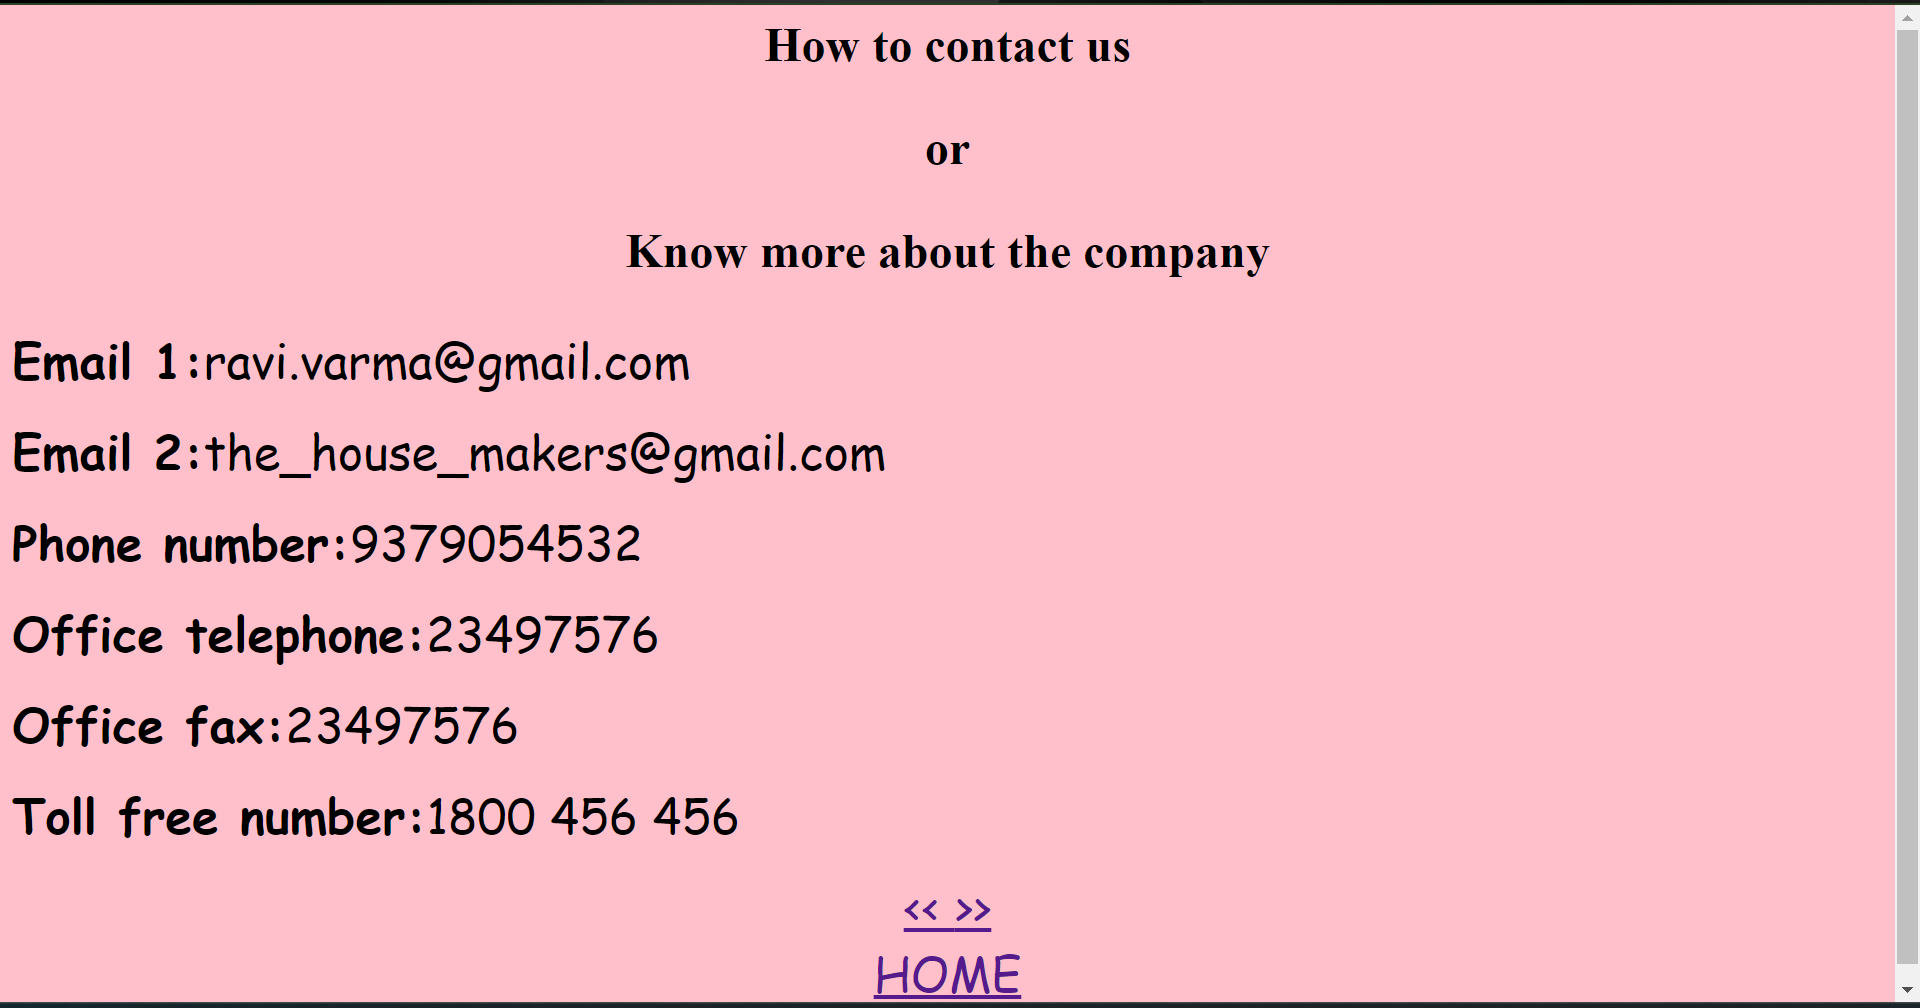 How to contact us
or
Know more about the company
Email 1:ravi.varma@gmail.com
Email 2:the_house_makers@gmail.com
Phone number:9379054532
Office telephone:23497576
Office fax:23497576
Toll free number:1800 456 456
<< >>
HOME